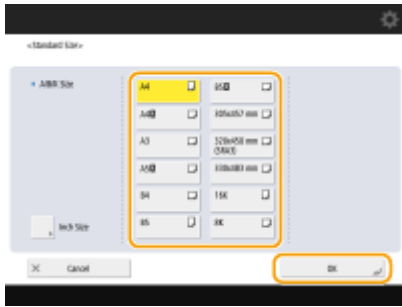 <Standard Size>
A/B/K Size
A4
B5R
A4R
305x457 mm
A3
320x450 mm
(SRA3)
A5R
330x483 mm
B4
16K
B5
8K
Inch Size
Cancel
OK